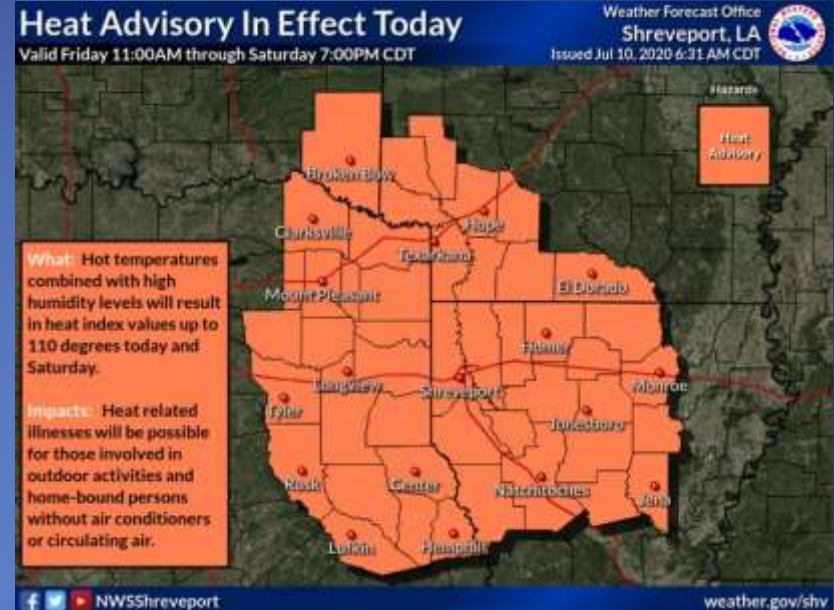 Heat Advisory In Effect Today
Valid Friday 11:00AM through Saturday 7:00PM CDT
Weather Forecast Office
Shreveport, LA
Issued Jul 10, 2020 6:31 AM CDT
Hazards
Heat
Advisory
Broken Bow
Clarksville
Hope
Texarkana
Mount Pleasant
El Dorado
What: Hot temperatures
combined with high
humidity levels will result
in heat index values up to
110 degrees today and
Saturday.
Homer
Longview
Shreveport
Monroe
Tyler
Jonesboro
Impacts: Heat related
illnesses will be possible
for those involved in
outdoor activities and
home-bound persons
without air conditioners
or circulating air.
Rusk
Center
Natchitoches
Jena
Lufkin
Hemphill
NWSShreveport
weather.gov/shv